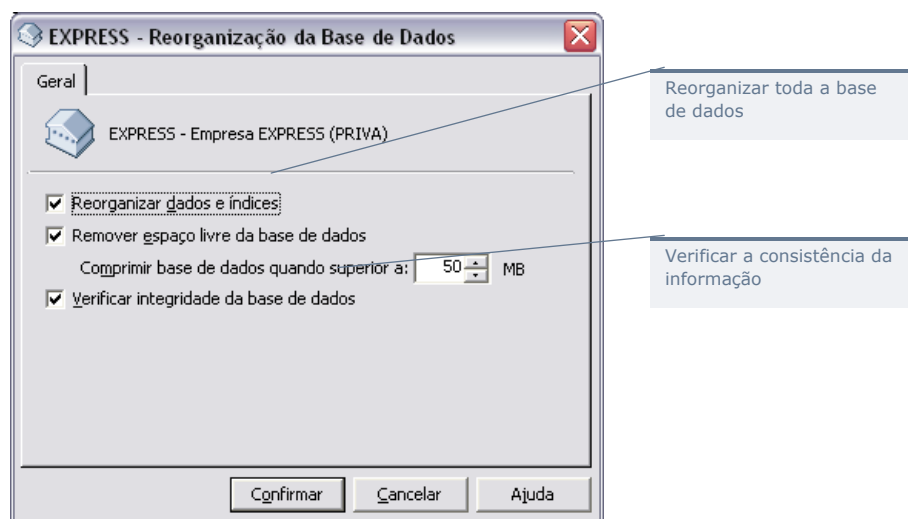 EXPRESS - Reorganização da Base de Dados
Geral
EXPRESS - Empresa EXPRESS (PRIVA)
Reorganizar dados e índices
Remover espaço livre da base de dados
Comprimir base de dados quando superior a: 50 MB
Verificar integridade da base de dados
Confirmar Cancelar Ajuda
Reorganizar toda a base
de dados
Verificar a consistência da
informação